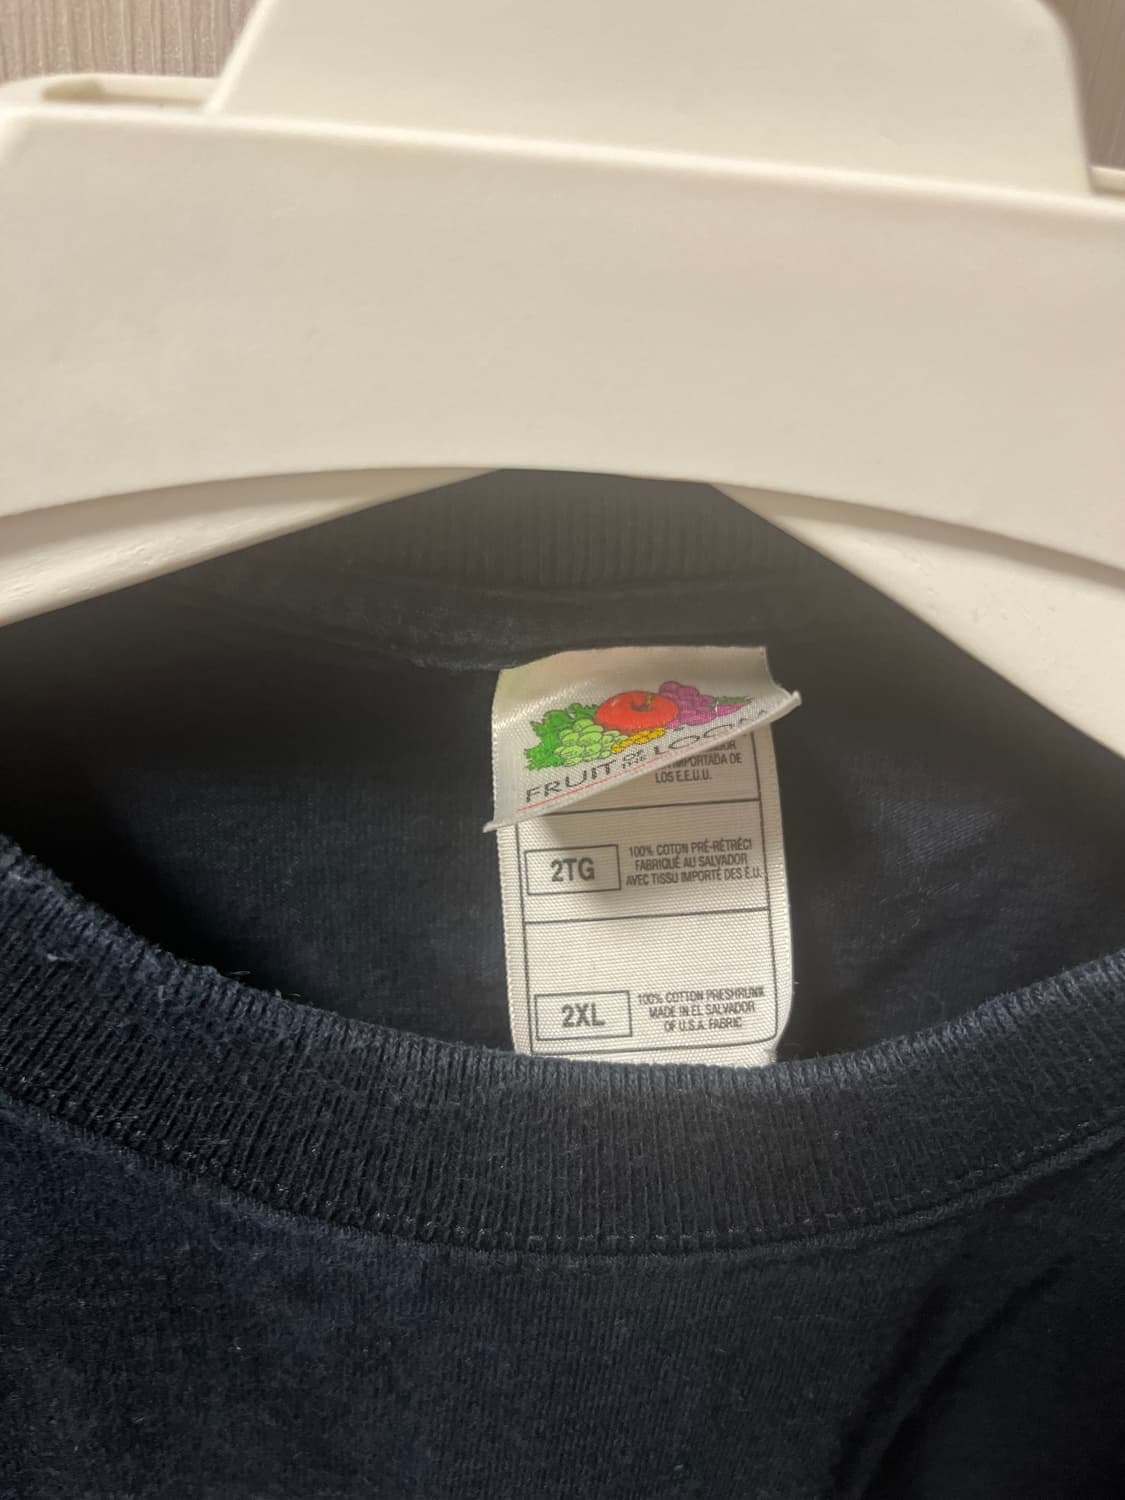 FRUIT OF THE LOOM
IMPORTADA DE
LOS E.E.U.U.
2TG
100% COTON PRÉ-RÉTRÉCI
FABRIQUÉ AU SALVADOR
AVEC TISSU IMPORTÉ DES É.U.
2XL
100% COTTON PRESHRUNK
MADE IN EL SALVADOR
OF U.S.A. FABRIC